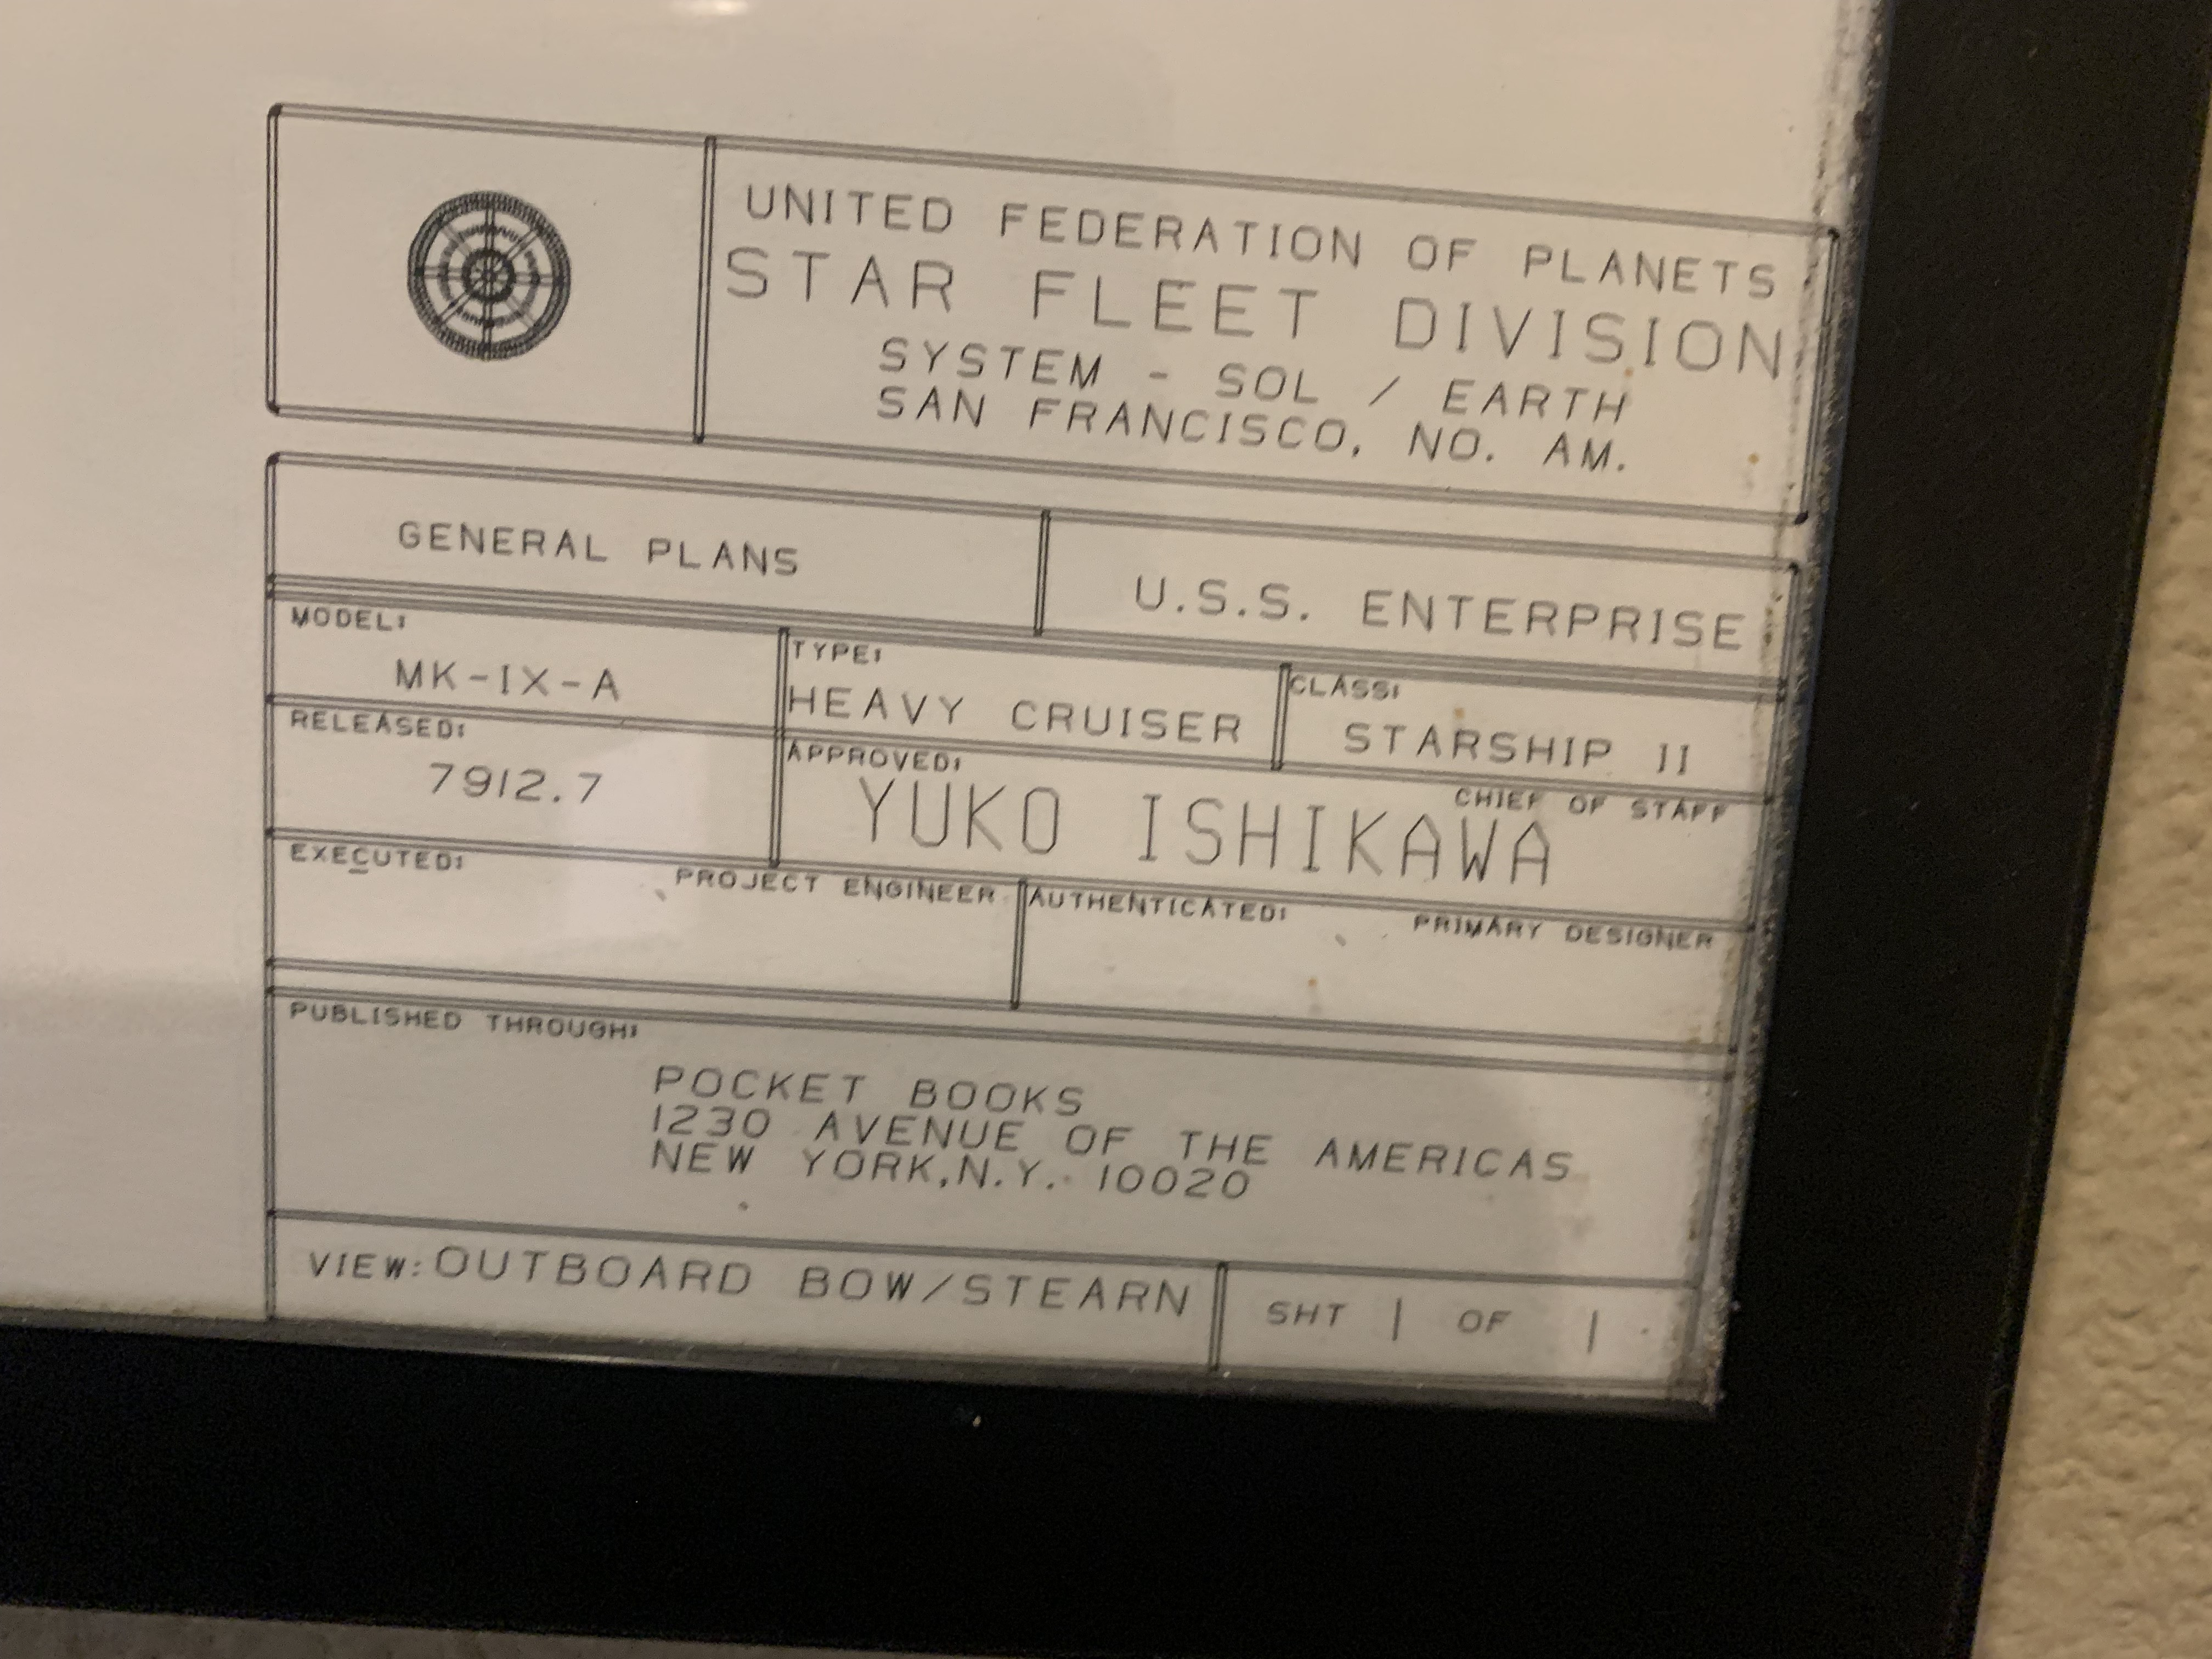 UNITED FEDERATION OF PLANETS
STAR FLEET DIVISION
SYSTEM - SOL / EARTH
SAN FRANCISCO, NO. AM.
GENERAL PLANS
U.S.S. ENTERPRISE
MODEL:
MK-IX-A
TYPE:
HEAVY CRUISER
CLASS:
STARSHIP II
RELEASED:
7912.7
APPROVED:
CHIEF OF STAFF
YUKO ISHIKAWA
EXECUTED:
PROJECT ENGINEER
AUTHENTICATED:
PRIMARY DESIGNER
PUBLISHED THROUGH:
POCKET BOOKS
1230 AVENUE OF THE AMERICAS
NEW YORK,N.Y. 10020
VIEW: OUTBOARD BOW/STEARN
SHT 1 OF 1